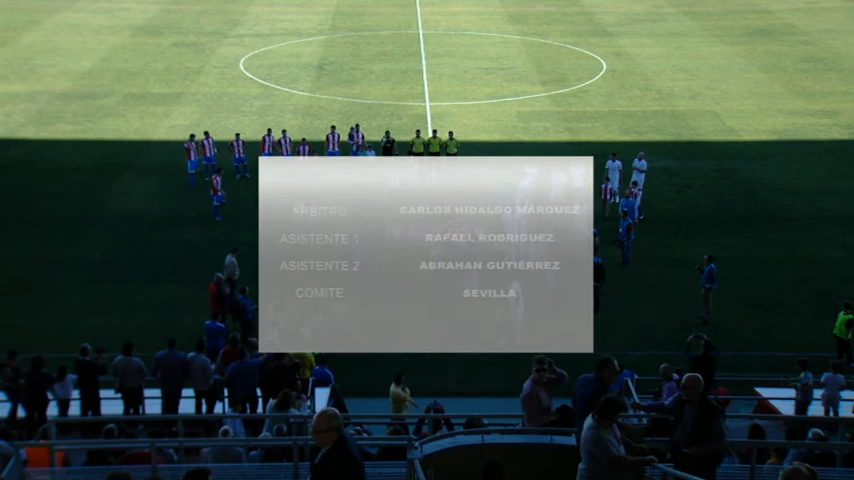 ARBITRO CARLOS HIDALGO MARQUEZ
ASISTENTE 1 RAFAEL RODRIGUEZ
ASISTENTE 2 ABRAHAN GUTIERREZ
COMITE SEVILLA